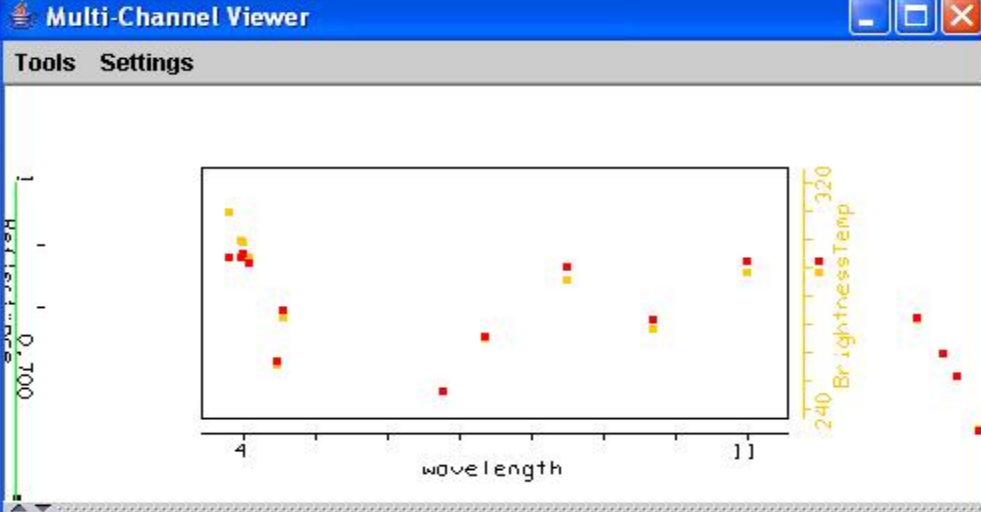 Multi-Channel Viewer
Tools Settings
1
0.700
320
BrightnessTemp
240
4
11
wavelength